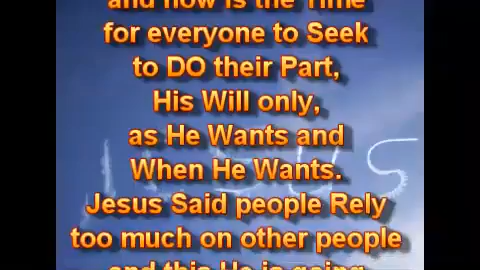 and now is the Time
for everyone to Seek
to DO their Part,
His Will only,
as He Wants and
When He Wants.
Jesus Said people Rely
too much on other people
and this He is going
JESUS